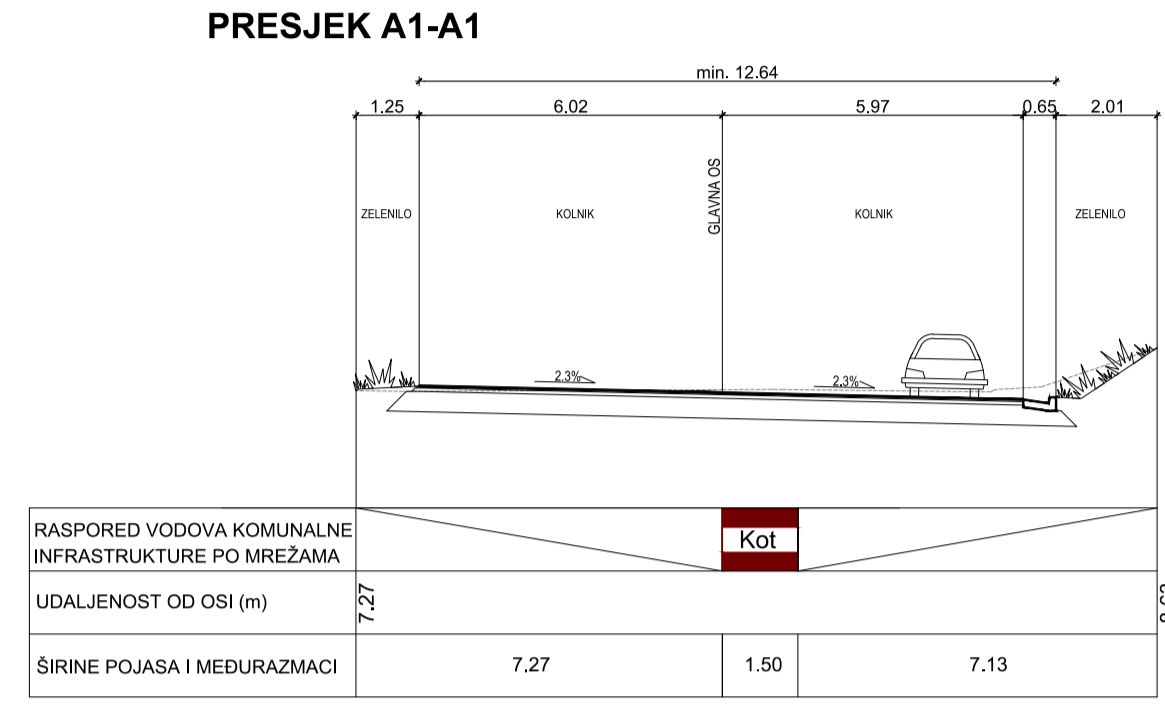 PRESJEK A1-A1
min. 12.64
1.25 6.02 5.97 0.65 2.01
GLAVNA OS
ZELENILO KOLNIK KOLNIK ZELENILO
2,3% 2,3%
RASPORED VODOVA KOMUNALNE
INFRASTRUKTURE PO MREŽAMA
Kot
UDALJENOST OD OSI (m) 7.27
ŠIRINE POJASA I MEĐURAZMACI 7.27 1.50 7.13